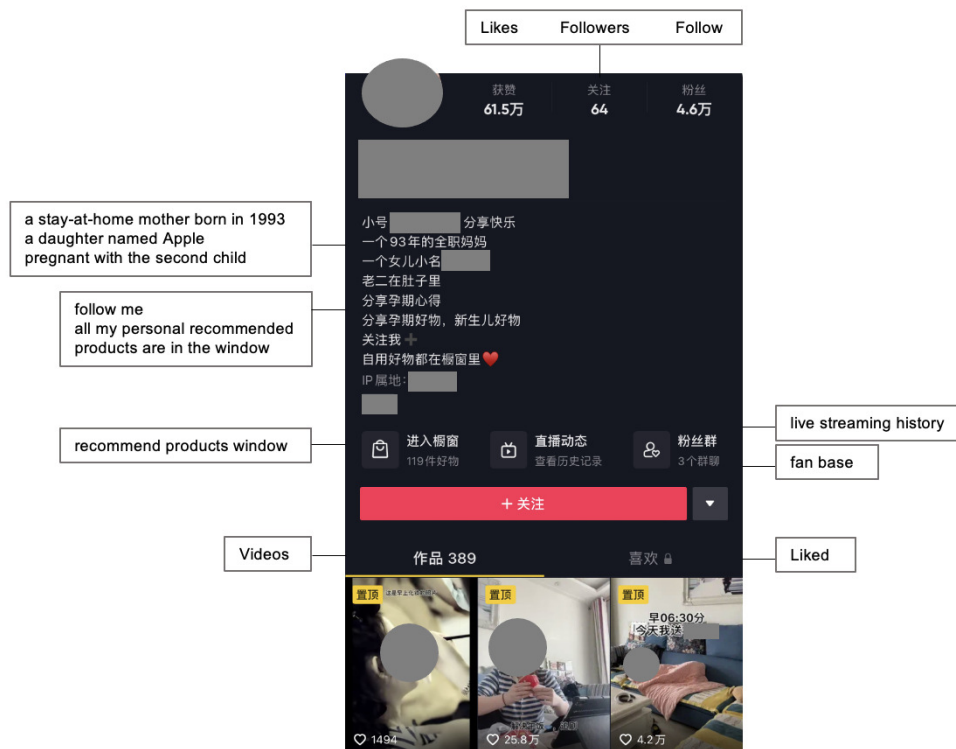 Likes Followers Follow
获赞 关注 粉丝
61.5万 64 4.6万
小号 分享快乐
一个93年的全职妈妈
一个女儿小名
老二在肚子里
分享孕期心得
分享孕期好物，新生儿好物
关注我➕
自用好物都在橱窗里❤️
IP属地：
a stay-at-home mother born in 1993
a daughter named Apple
pregnant with the second child
follow me
all my personal recommended
products are in the window
recommend products window
进入橱窗 直播动态 粉丝群
119件好物 查看历史记录 3个群聊
live streaming history
fan base
+ 关注
Videos
作品 389 喜欢
Liked
置顶 置顶 置顶
早06:30分
今天我送
1494 25.8万 4.2万